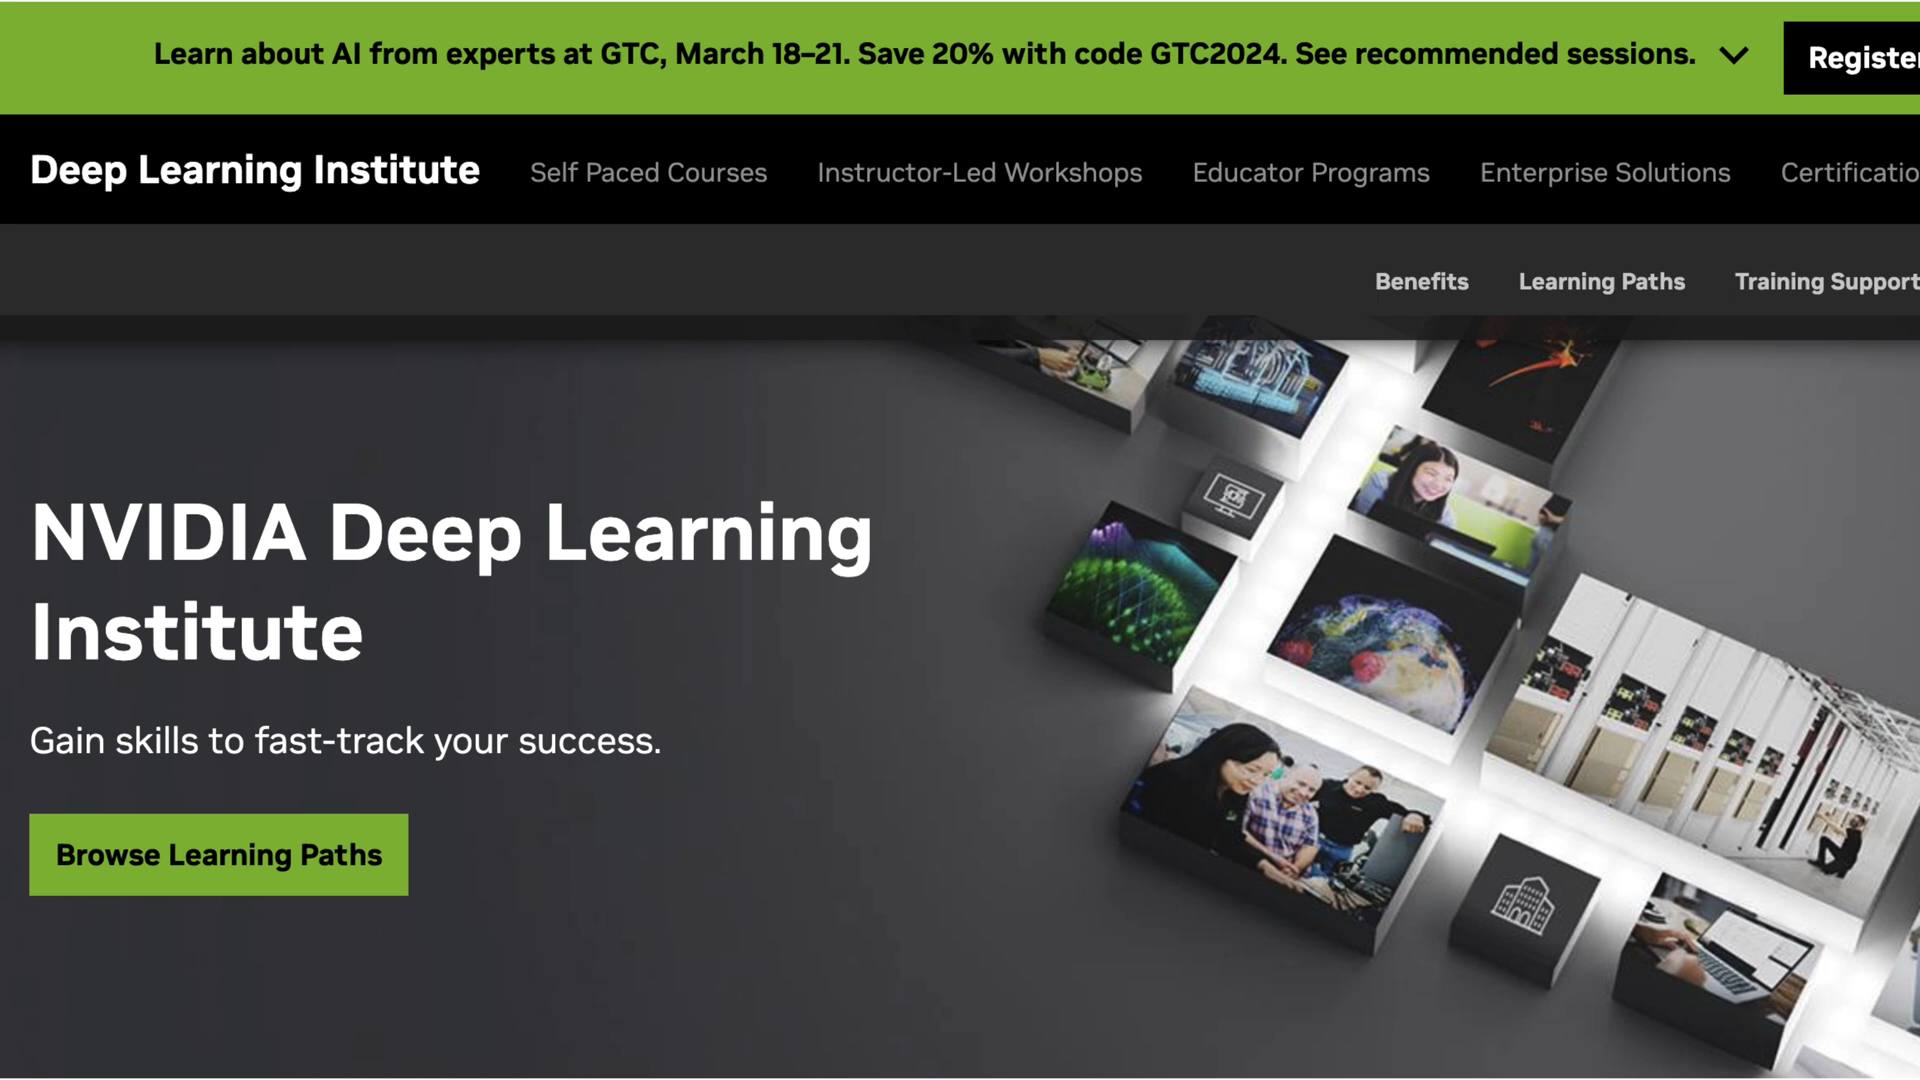 Learn about AI from experts at GTC, March 18–21. Save 20% with code GTC2024. See recommended sessions.
Deep Learning Institute
Self Paced Courses
Instructor-Led Workshops
Educator Programs
Enterprise Solutions
Benefits
Learning Paths
Training Support
NVIDIA Deep Learning
Institute
Gain skills to fast-track your success.
Browse Learning Paths